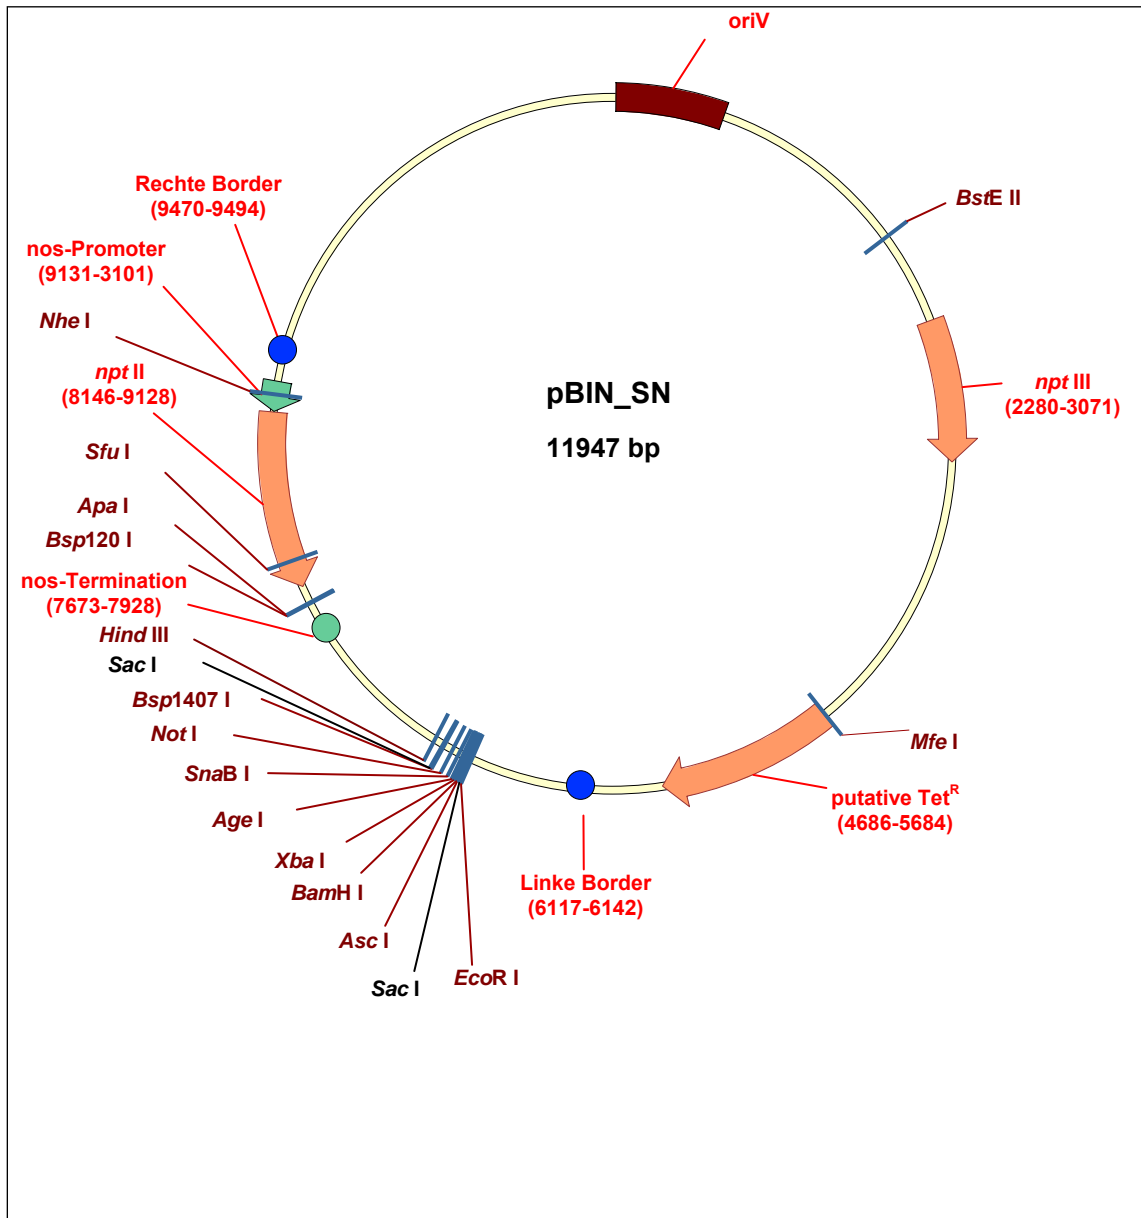 oriV
Rechte Border
(9470-9494)
BstE II
nos-Promoter
(9131-3101)
Nhe I
npt II
(8146-9128)
pBIN_SN
11947 bp
npt III
(2280-3071)
Sfu I
Apa I
Bsp120 I
nos-Termination
(7673-7928)
Hind III
Sac I
Bsp1407 I
Not I
SnaB I
Age I
Xba I
BamH I
Asc I
Sac I
EcoR I
Linke Border
(6117-6142)
Mfe I
putative TetR
(4686-5684)